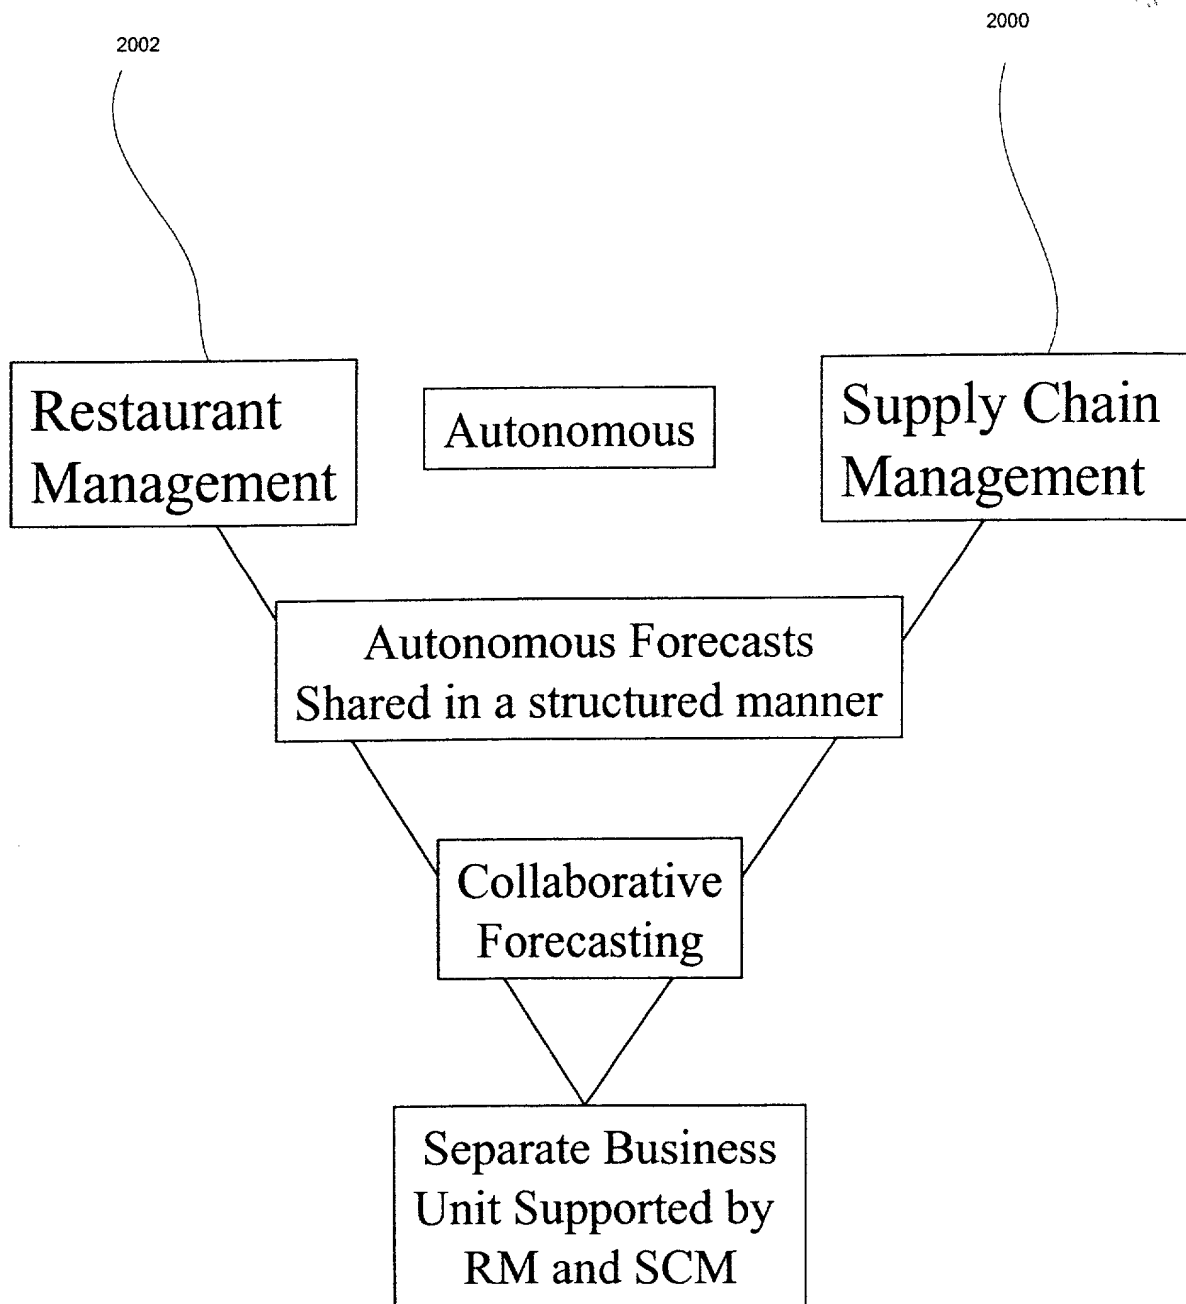 2002
2000
Restaurant
Management
Autonomous
Supply Chain
Management
Autonomous Forecasts
Shared in a structured manner
Collaborative
Forecasting
Separate Business
Unit Supported by
RM and SCM